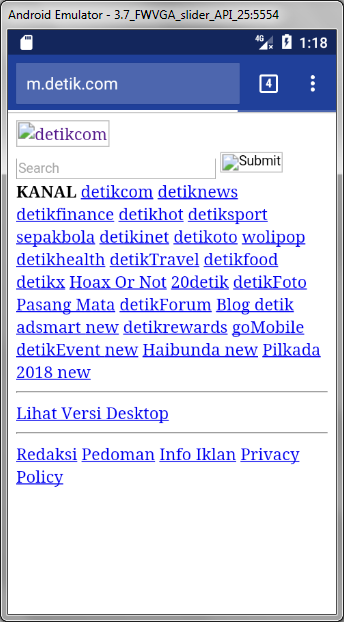 Android Emulator - 3.7_FWVGA_slider_API_25:5554
4G 1:18
m.detik.com 4
detikcom
Search Submit
KANAL detikcom detiknews
detikfinance detikhot detiksport
sepakbola detikinet detikoto wolipop
detikhealth detikTravel detikfood
detikx Hoax Or Not 20detik detikFoto
Pasang Mata detikForum Blog detik
adsmart new detikrewards goMobile
detikEvent new Haibunda new Pilkada
2018 new
Lihat Versi Desktop
Redaksi Pedoman Info Iklan Privacy
Policy